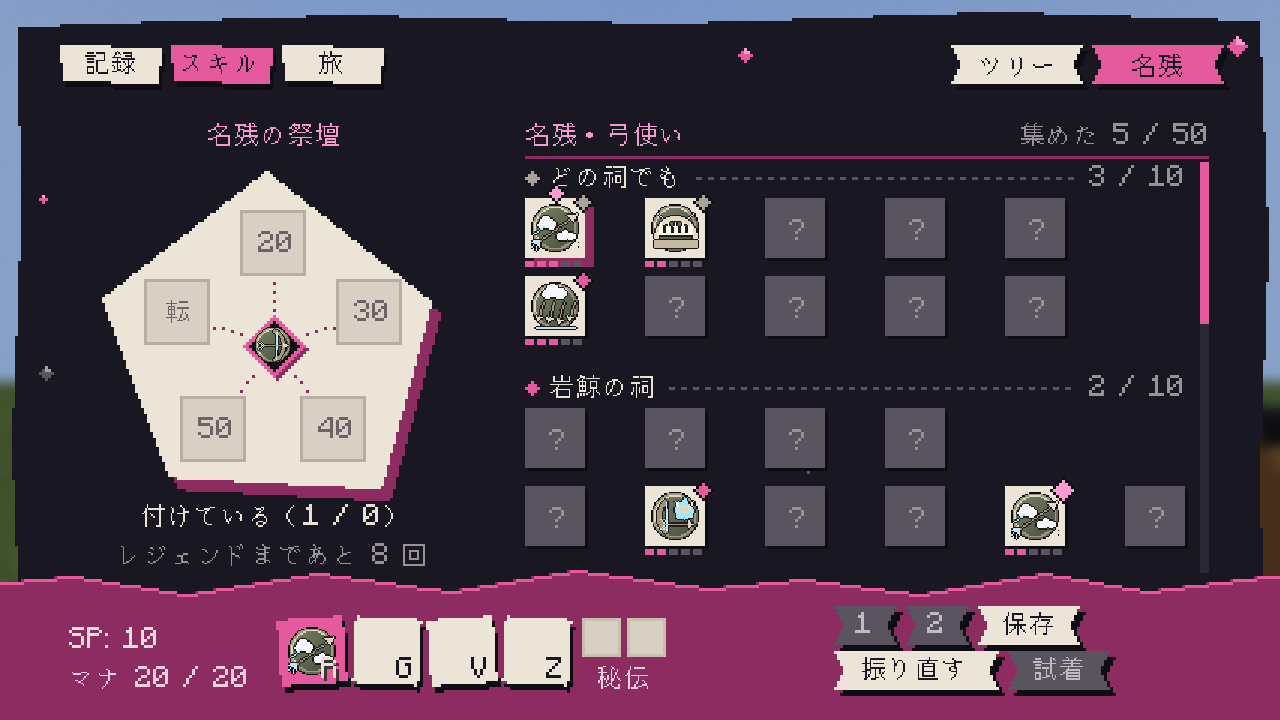 記録 スキル 旅 ツリー 名残
名残の祭壇
名残・弓使い 集めた 5 / 50
どの祠でも 3 / 10
20
? ? ?
転 30
? ? ? ?
50 40
岩鯨の祠 2 / 10
? ? ? ?
? ? ? ?
付けている (1 / 0)
レジェンドまであと 8 回
SP: 10
マナ 20 / 20
R G V Z
秘伝
1 2 保存
振り直す 試着